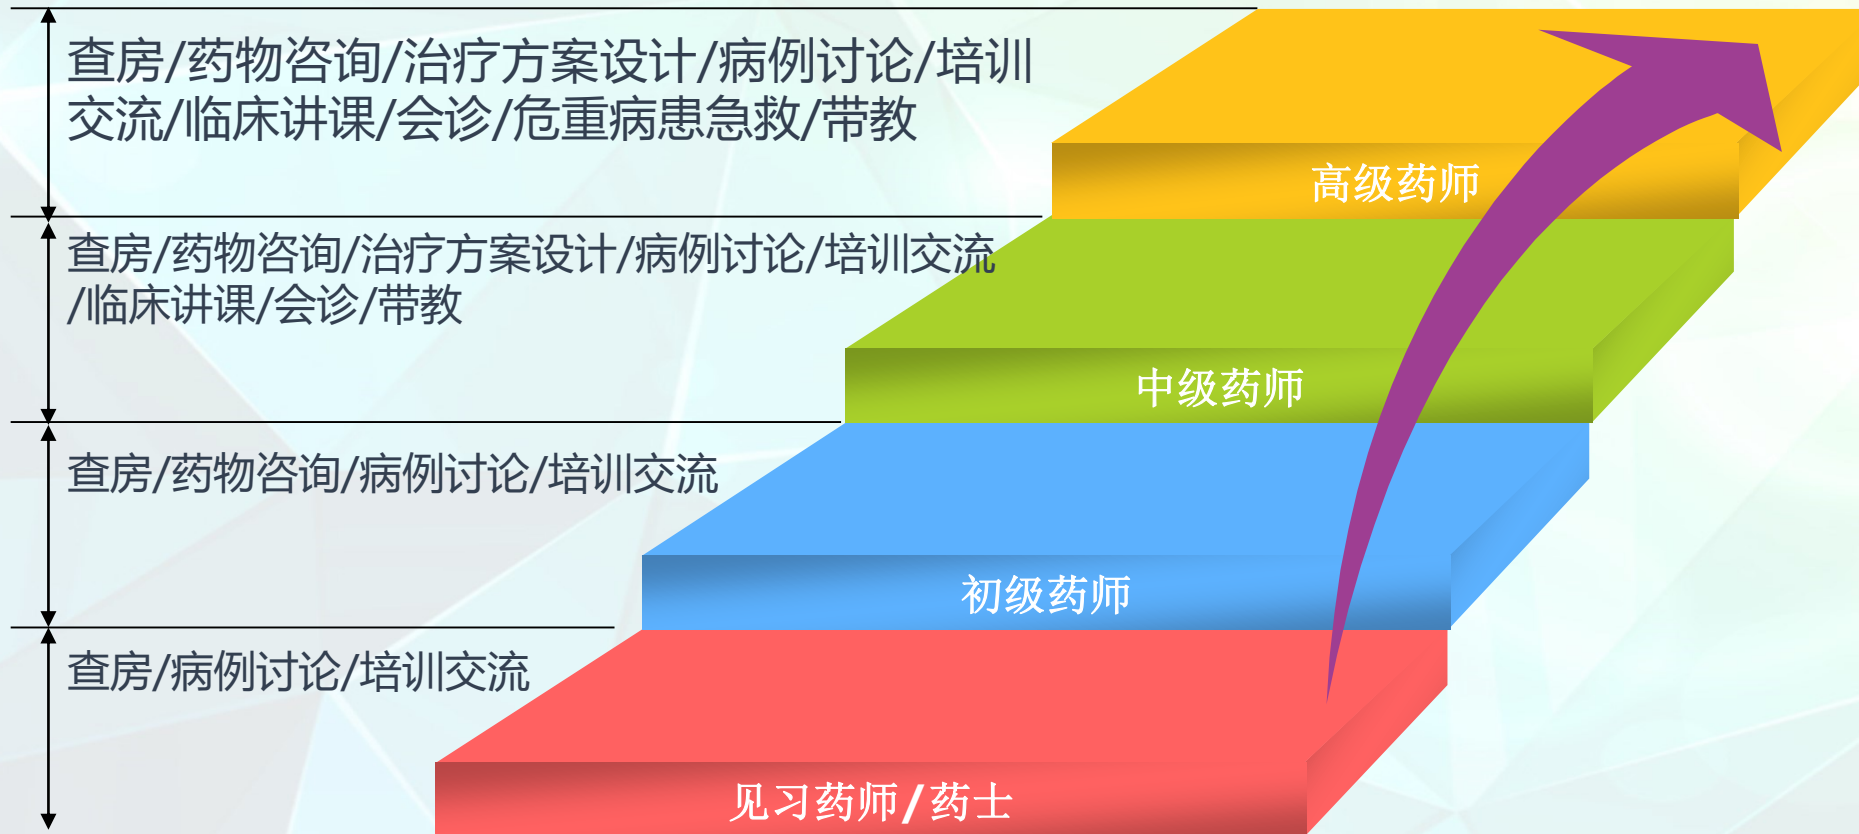 查房/药物咨询/治疗方案设计/病例讨论/培训
交流/临床讲课/会诊/危重病患急救/带教
高级药师
查房/药物咨询/治疗方案设计/病例讨论/培训交流
/临床讲课/会诊/带教
中级药师
查房/药物咨询/病例讨论/培训交流
初级药师
查房/病例讨论/培训交流
见习药师/药士